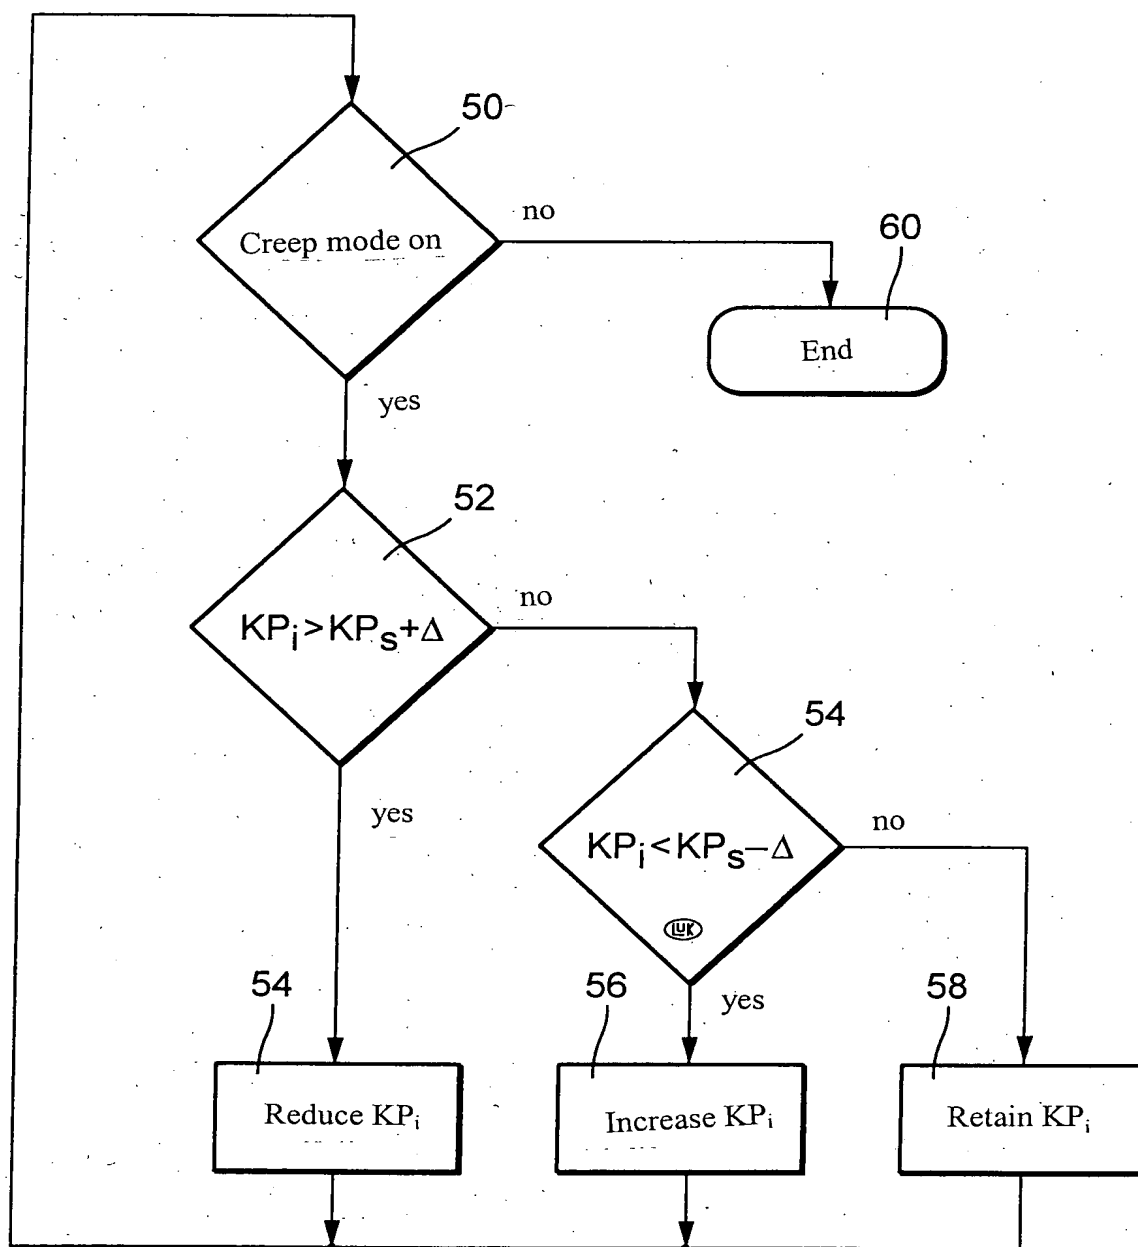 50
Creep mode on
no
60
End
yes
52
KPi>KPs+Δ
no
54
yes
KPi<KPs−Δ
no
LUK
54
56
yes
58
Reduce KPi
Increase KPi
Retain KPi